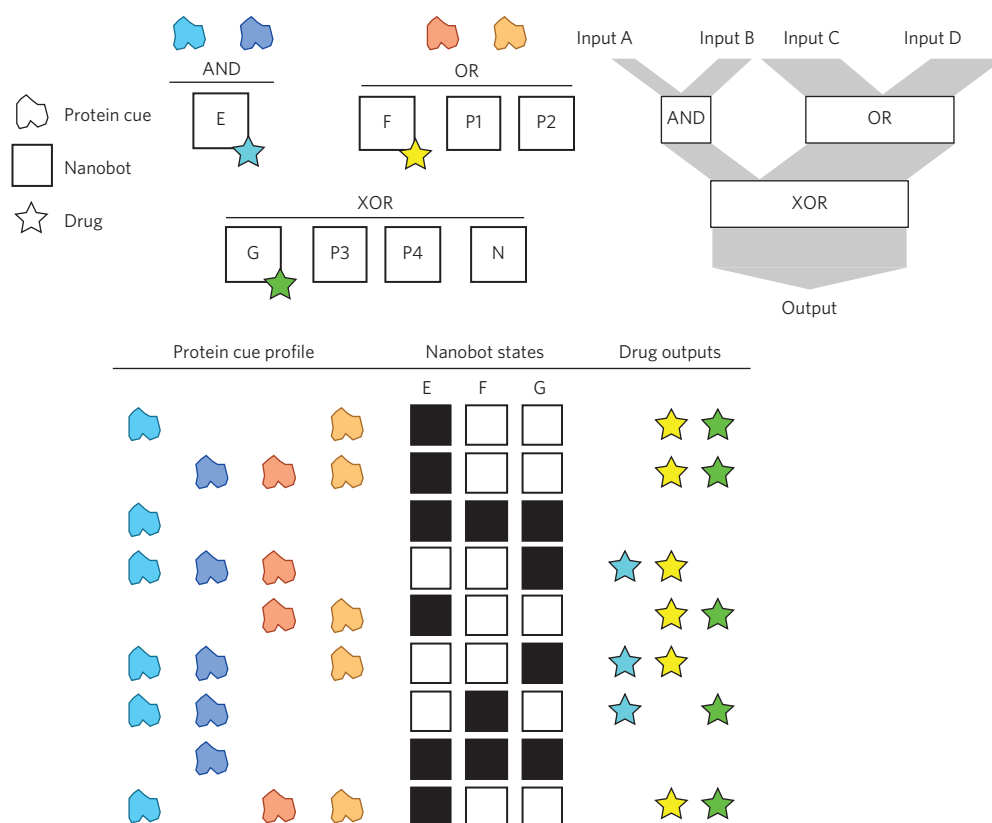 Input A Input B Input C Input D
AND OR
E F P1 P2
AND OR
Protein cue
Nanobot
Drug
XOR
XOR
G P3 P4 N
Output
Protein cue profile Nanobot states Drug outputs
E F G